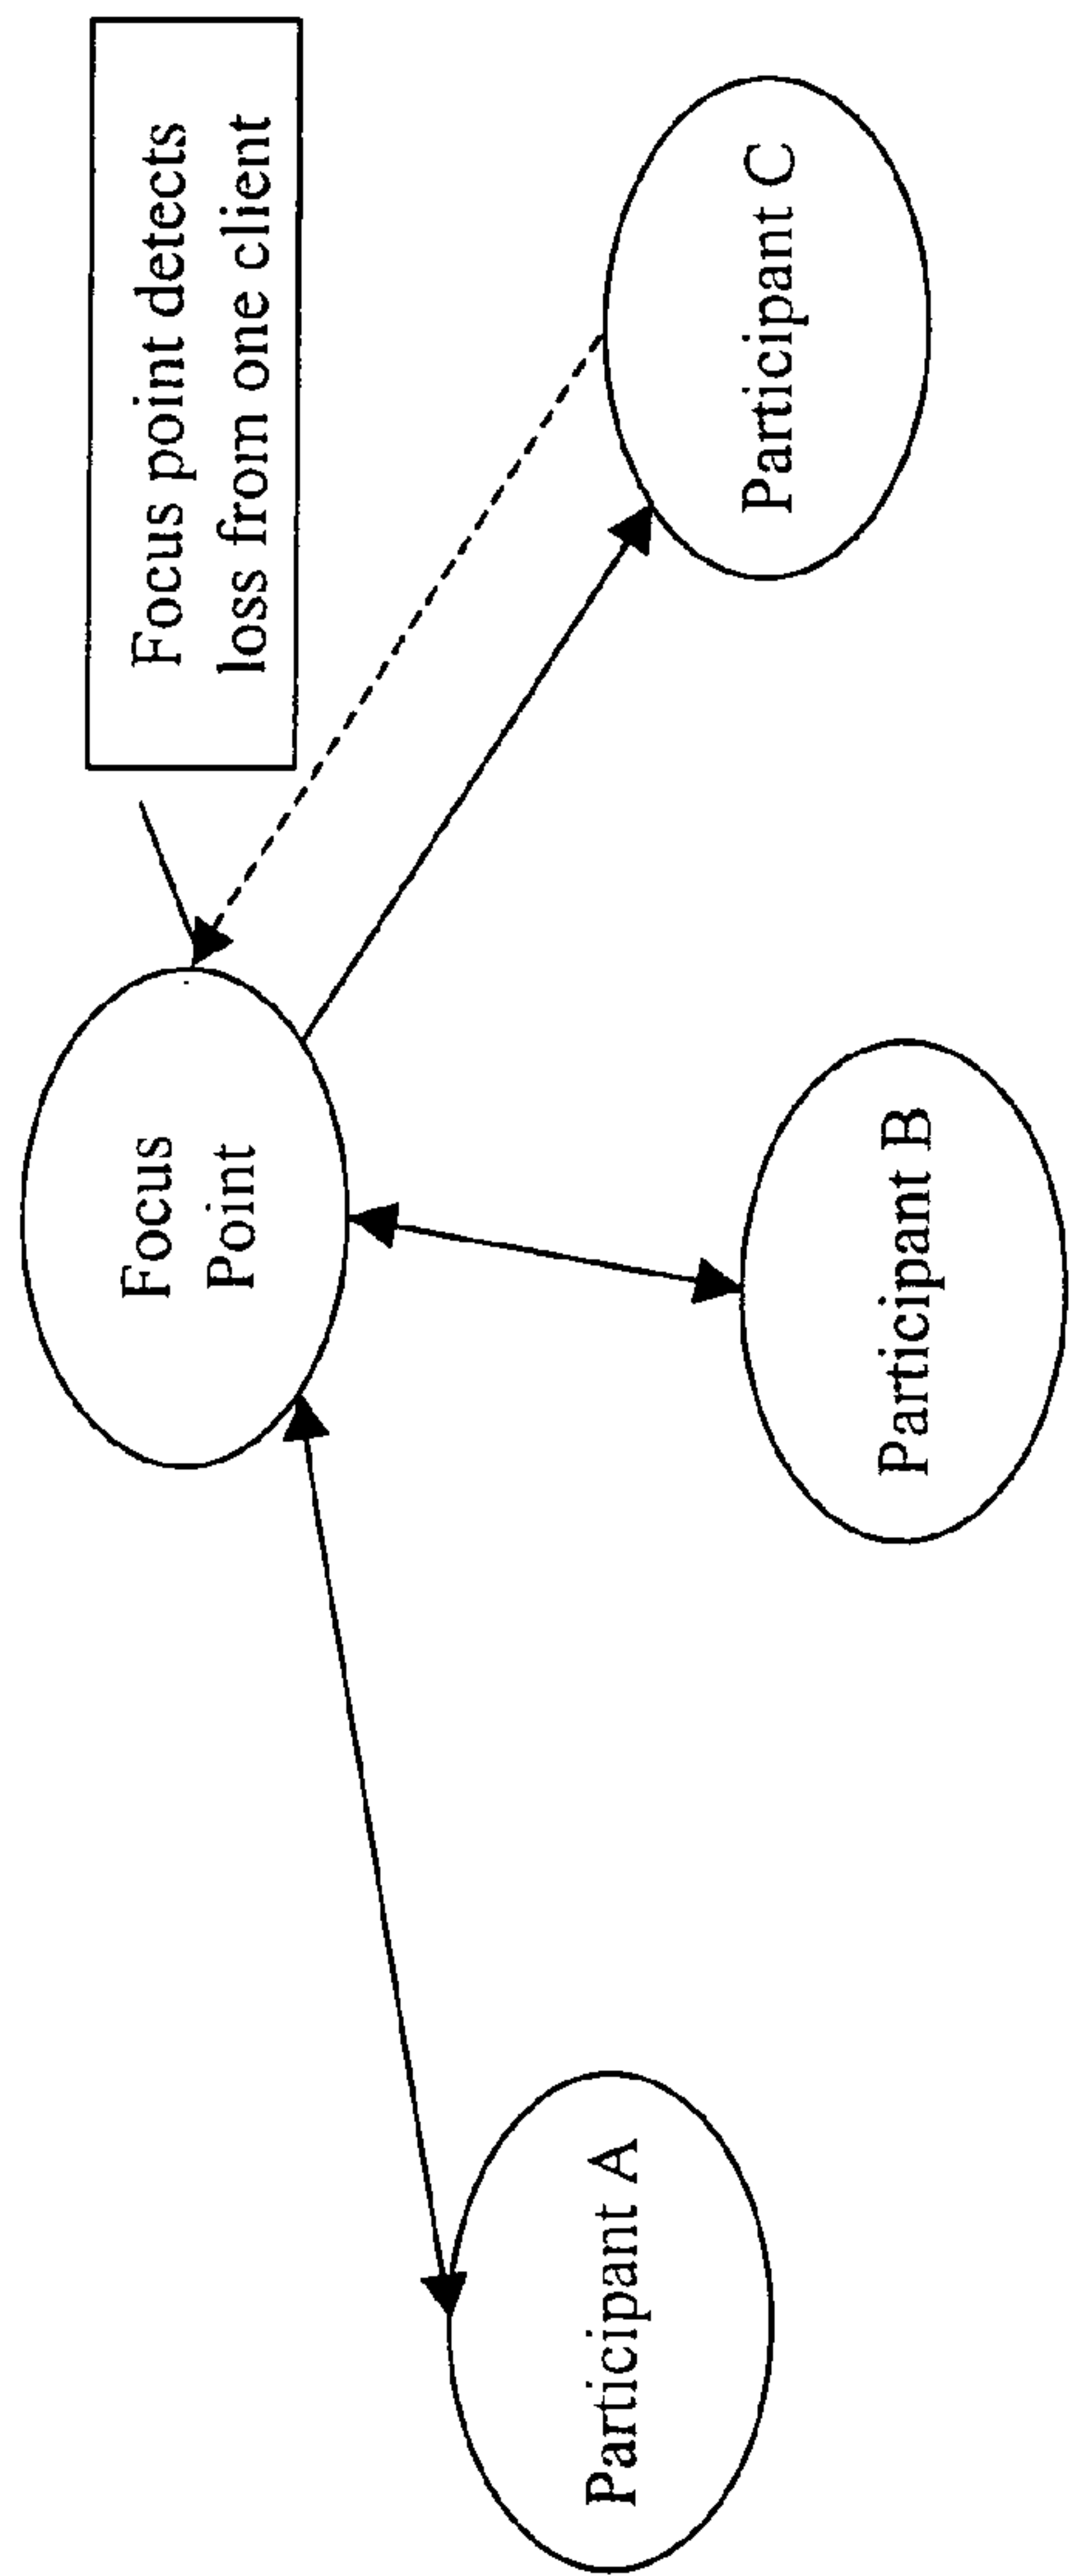 Focus point detects
loss from one client
Focus
Point
Participant A
Participant B
Participant C